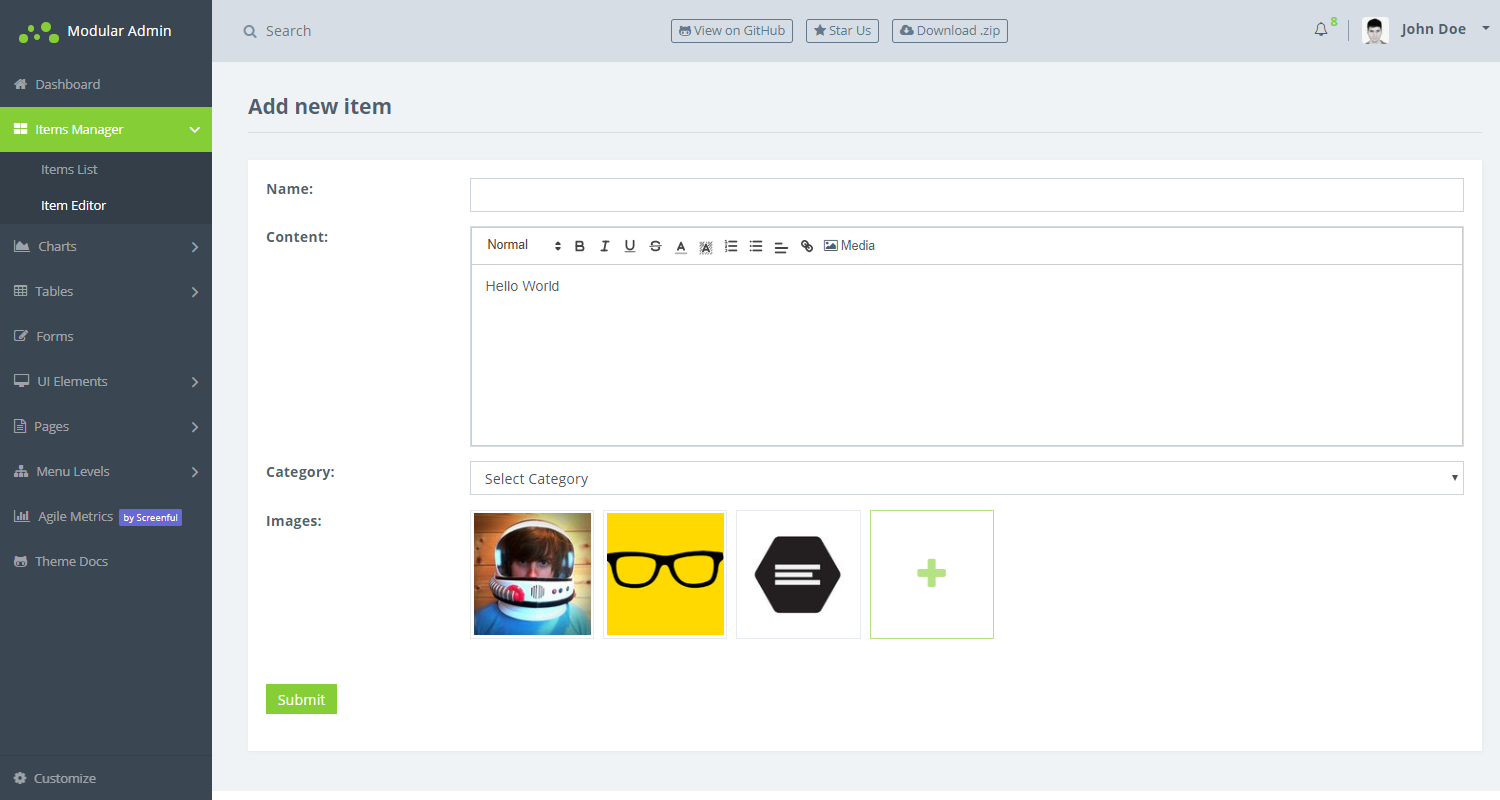 Modular Admin
Search
View on GitHub
Star Us
Download .zip
8
John Doe
Dashboard
Items Manager
Items List
Item Editor
Charts
Tables
Forms
UI Elements
Pages
Menu Levels
Agile Metrics by Screenful
Theme Docs
Customize
Add new item
Name:
Content:
Normal
Media
Hello World
Category:
Select Category
Images:
Submit